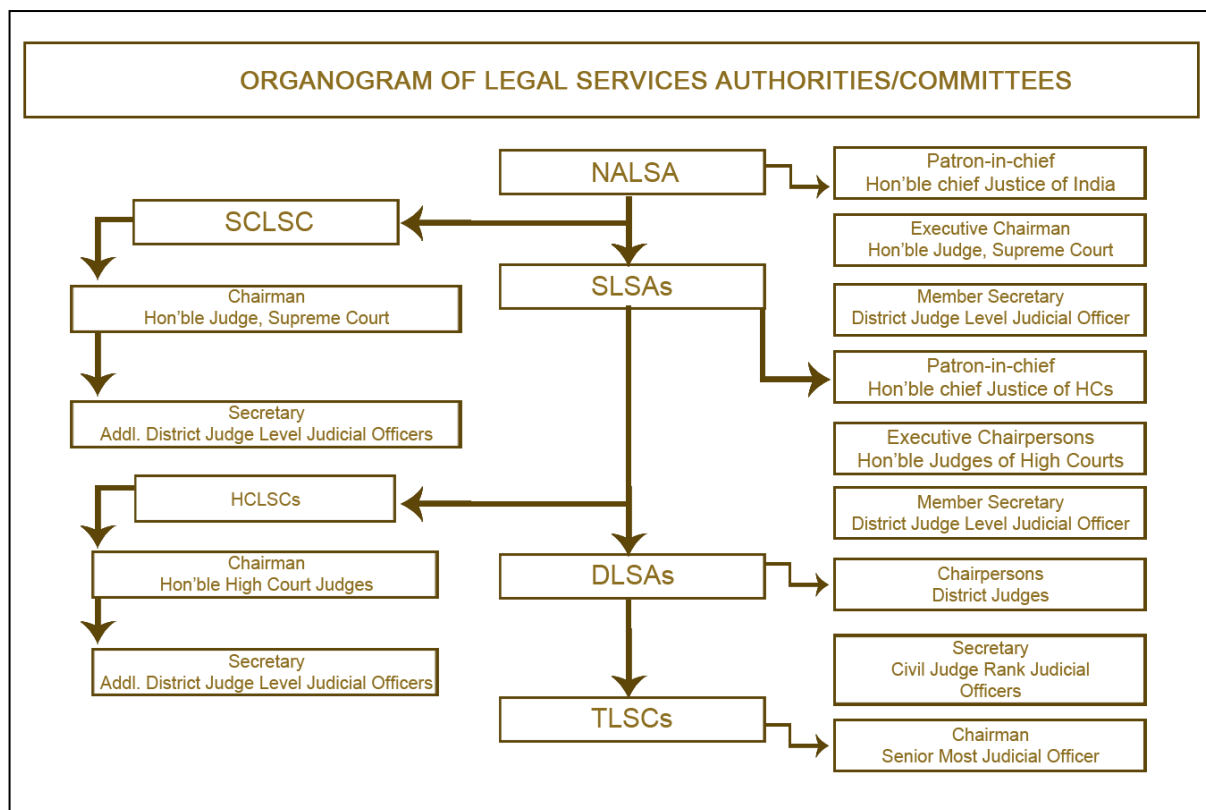 ORGANOGRAM OF LEGAL SERVICES AUTHORITIES/COMMITTEES
NALSA
Patron-in-chief
Hon'ble chief Justice of India
SCLSC
Executive Chairman
Hon'ble Judge, Supreme Court
SLSAs
Chairman
Hon'ble Judge, Supreme Court
Member Secretary
District Judge Level Judicial Officer
Patron-in-chief
Hon'ble chief Justice of HCs
Secretary
Addl. District Judge Level Judicial Officers
Executive Chairpersons
Hon'ble Judges of High Courts
HCLSCs
Member Secretary
District Judge Level Judicial Officer
Chairman
Hon'ble High Court Judges
DLSAs
Chairpersons
District Judges
Secretary
Addl. District Judge Level Judicial Officers
Secretary
Civil Judge Rank Judicial
Officers
TLSCs
Chairman
Senior Most Judicial Officer